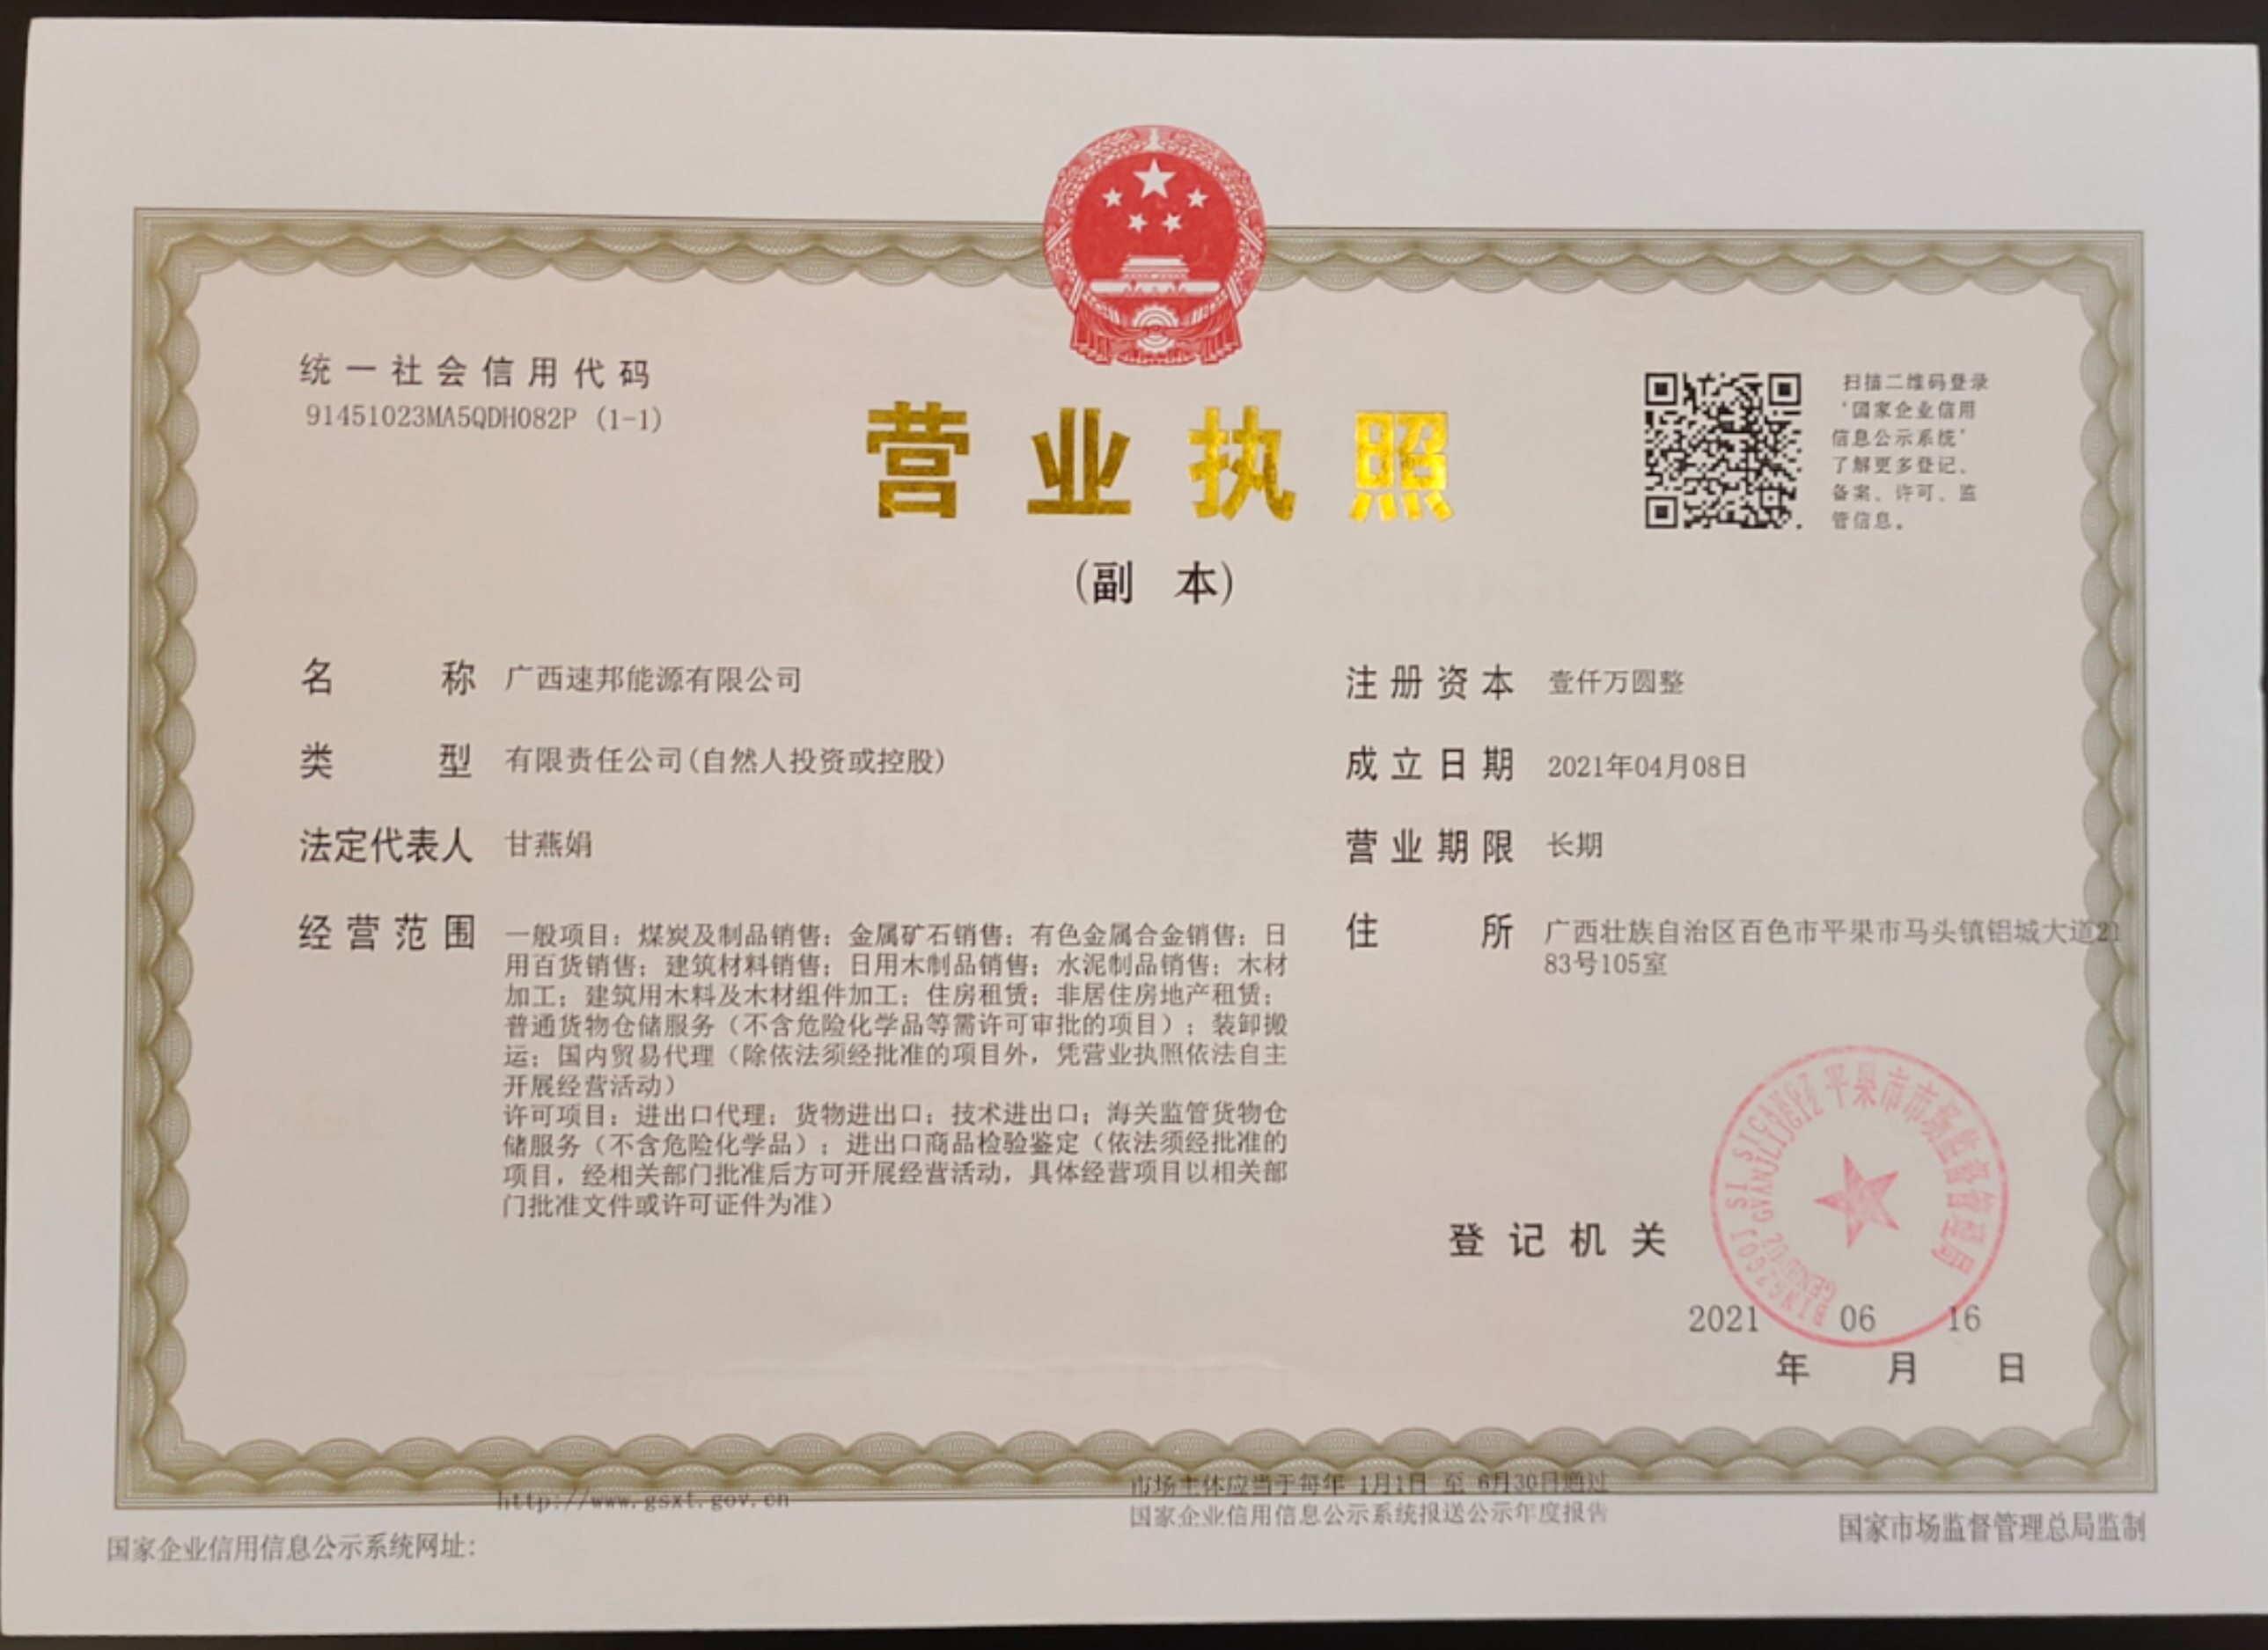 统一社会信用代码
91451023MA5QDH082P (1-1)
营业执照
(副 本)
扫描二维码登录
'国家企业信用
信息公示系统'
了解更多登记、
备案、许可、监
管信息。
名 称 广西速邦能源有限公司
类 型 有限责任公司(自然人投资或控股)
法定代表人 甘燕娟
经营范围 一般项目：煤炭及制品销售；金属矿石销售；有色金属合金销售；日
用百货销售；建筑材料销售；日用木制品销售；水泥制品销售；木材
加工；建筑用木料及木材组件加工；住房租赁；非居住房地产租赁；
普通货物仓储服务（不含危险化学品等需许可审批的项目）；装卸搬
运；国内贸易代理（除依法须经批准的项目外，凭营业执照依法自主
开展经营活动）
许可项目：进出口代理；货物进出口；技术进出口；海关监管货物仓
储服务（不含危险化学品）；进出口商品检验鉴定（依法须经批准的
项目，经相关部门批准后方可开展经营活动，具体经营项目以相关部
门批准文件或许可证件为准）
注册资本 壹仟万圆整
成立日期 2021年04月08日
营业期限 长期
住 所 广西壮族自治区百色市平果市马头镇铝城大道21
83号105室
登记机关
平果市市场监督管理局
2021 06 16
年 月 日
http://www.gsxt.gov.cn
国家企业信用信息公示系统网址：
市场主体应当于每年 1月1日 至 6月30日通过
国家企业信用信息公示系统报送公示年度报告
国家市场监督管理总局监制